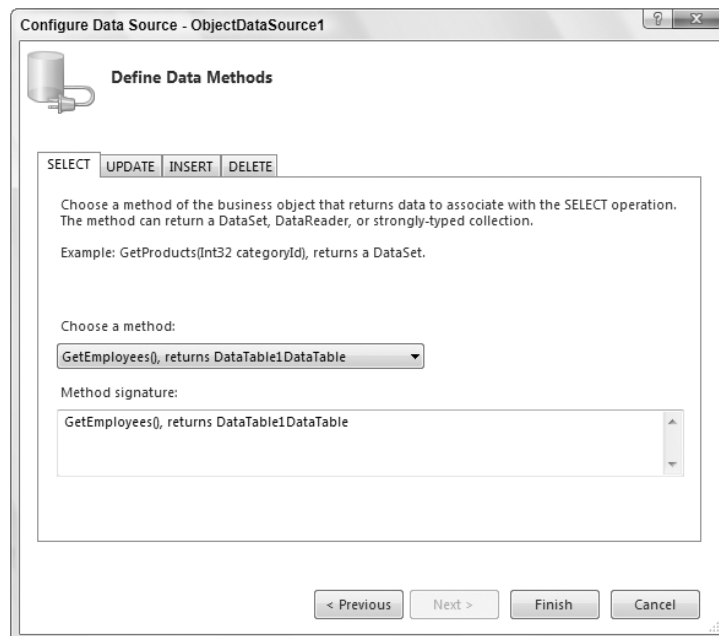 Configure Data Source - ObjectDataSource1
?
Define Data Methods
SELECT UPDATE INSERT DELETE
Choose a method of the business object that returns data to associate with the SELECT operation.
The method can return a DataSet, DataReader, or strongly-typed collection.
Example: GetProducts(Int32 categoryId), returns a DataSet.
Choose a method:
GetEmployees(), returns DataTable1DataTable
Method signature:
GetEmployees(), returns DataTable1DataTable
< Previous Next > Finish Cancel